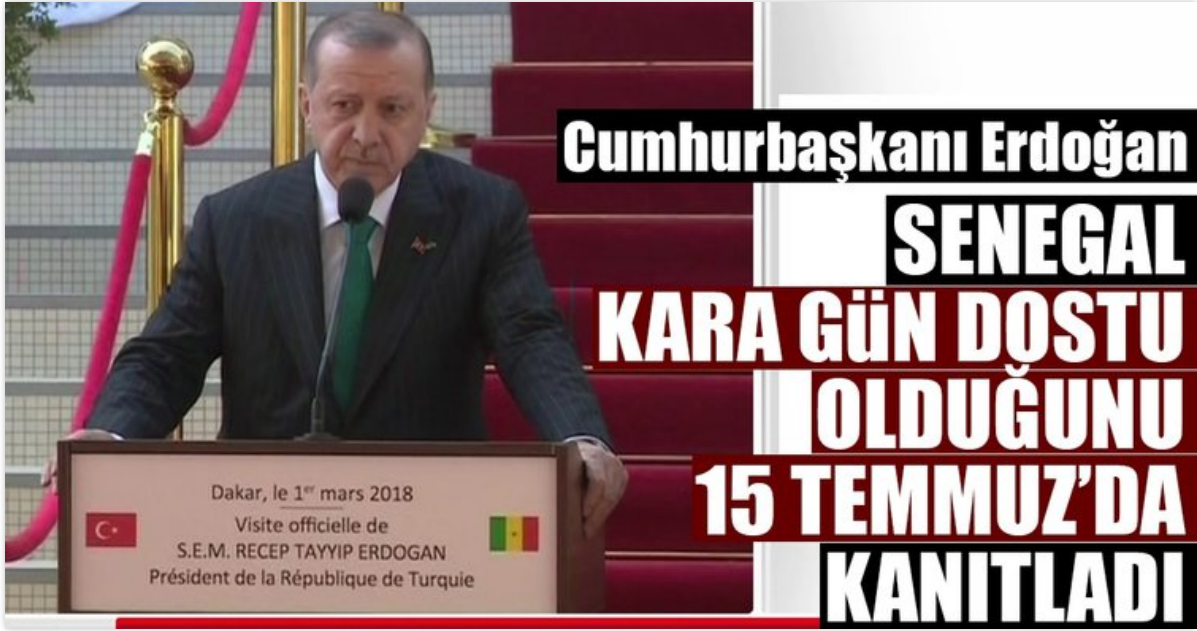 Cumhurbaşkanı Erdoğan
SENEGAL
KARA GüN DOSTU
OLDUĞUNU
15 TEMMUZ'DA
KANITLADI
Dakar, le 1er mars 2018
Visite officielle de
S.E.M. RECEP TAYYIP ERDOGAN
Président de la République de Turquie